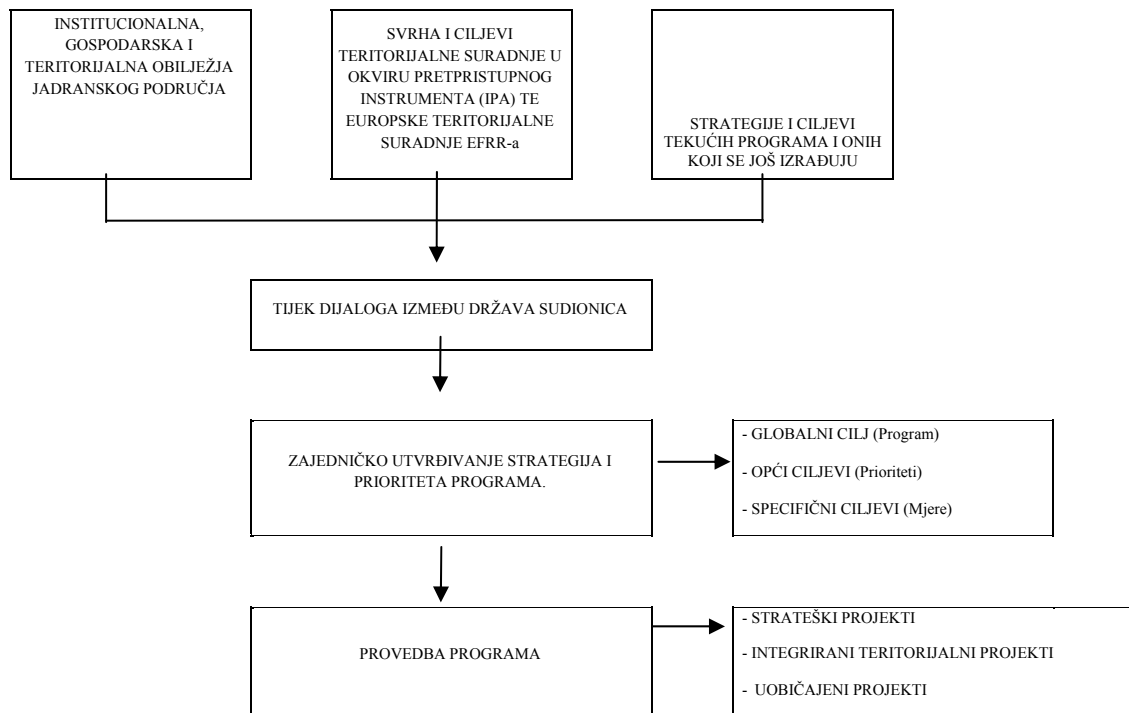 INSTITUCIONALNA,
GOSPODARSKA I
TERITORIJALNA OBILJEŽJA
JADRANSKOG PODRUČJA
SVRHA I CILJEVI
TERITORIJALNE SURADNJE U
OKVIRU PRETPRISTUPNOG
INSTRUMENTA (IPA) TE
EUROPSKE TERITORIJALNE
SURADNJE EFRR-a
STRATEGIJE I CILJEVI
TEKUĆIH PROGRAMA I ONIH
KOJI SE JOŠ IZRAĐUJU
TIJEK DIJALOGA IZMEĐU DRŽAVA SUDIONICA
ZAJEDNIČKO UTVRĐIVANJE STRATEGIJA I
PRIORITETA PROGRAMA.
- GLOBALNI CILJ (Program)
- OPĆI CILJEVI (Prioriteti)
- SPECIFIČNI CILJEVI (Mjere)
PROVEDBA PROGRAMA
- STRATEŠKI PROJEKTI
- INTEGRIRANI TERITORIJALNI PROJEKTI
- UOBIČAJENI PROJEKTI